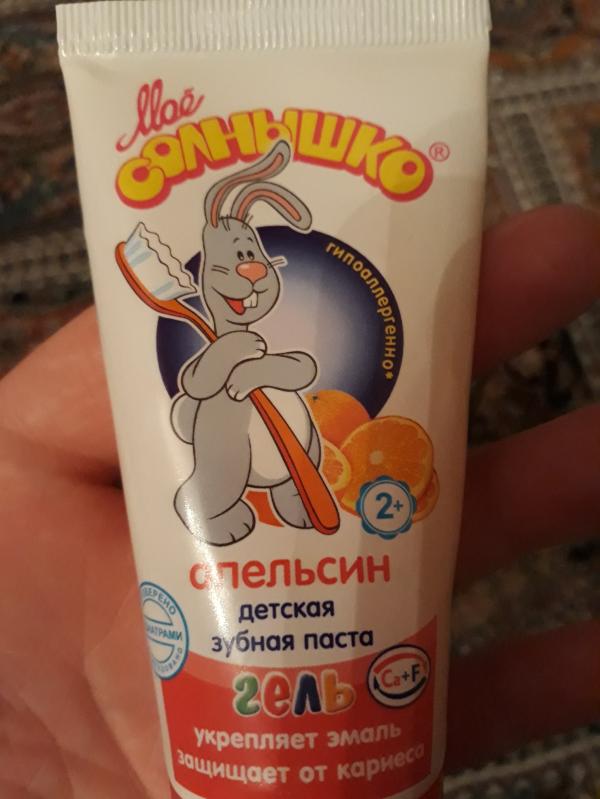 Моё
СОЛНЫШКО®
гипоаллергенно*
2+
апельсин
детская
зубная паста
гель
Ca+F
укрепляет эмаль
защищает от кариеса